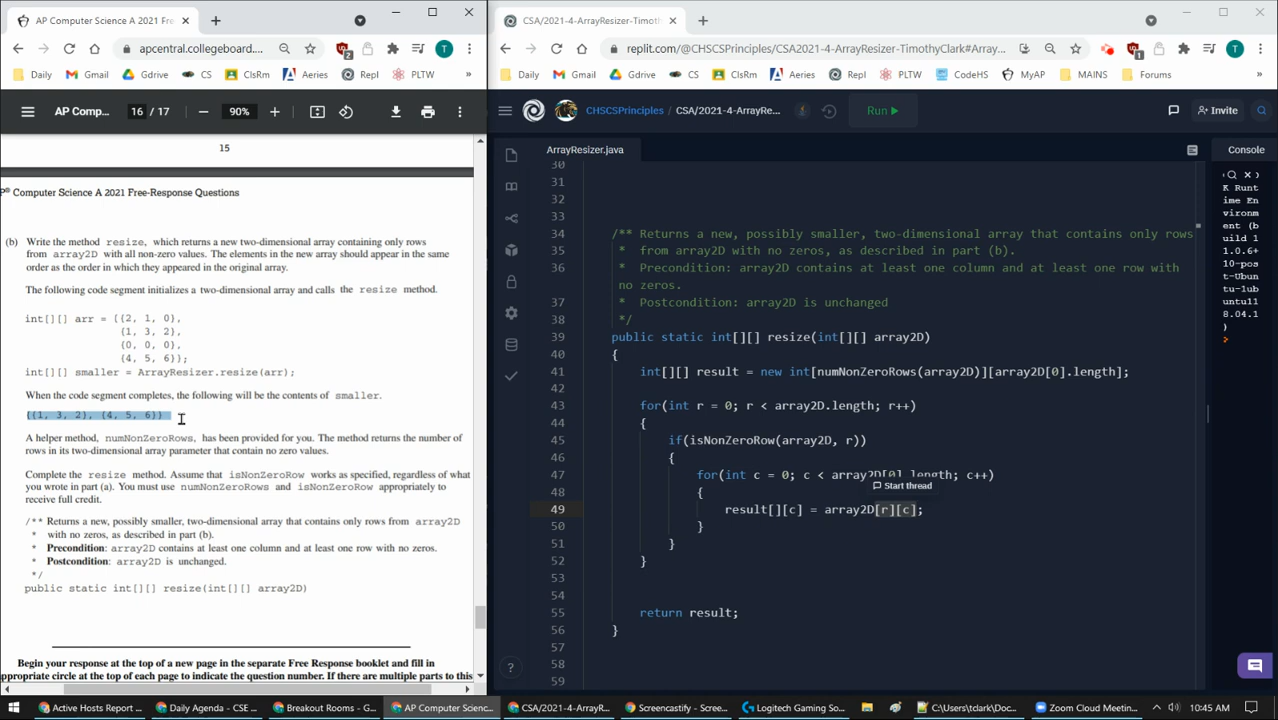 AP Computer Science A 2021 Free
apcentral.collegeboard....
Daily
Gmail
Gdrive
CS
ClsRm
Aeries
Repl
PLTW
»
AP Comp...
16 / 17
90%
15
P® Computer Science A 2021 Free-Response Questions
(b) Write the method resize, which returns a new two-dimensional array containing only rows
from array2D with all non-zero values. The elements in the new array should appear in the same
order as the order in which they appeared in the original array.
The following code segment initializes a two-dimensional array and calls the resize method.
int[][] arr = {{2, 1, 0},
{1, 3, 2},
{0, 0, 0},
{4, 5, 6}};
int[][] smaller = ArrayResizer.resize(arr);
When the code segment completes, the following will be the contents of smaller.
{{1, 3, 2}, {4, 5, 6}}
A helper method, numNonZeroRows, has been provided for you. The method returns the number of
rows in its two-dimensional array parameter that contain no zero values.
Complete the resize method. Assume that isNonZeroRow works as specified, regardless of what
you wrote in part (a). You must use numNonZeroRows and isNonZeroRow appropriately to
receive full credit.
/** Returns a new, possibly smaller, two-dimensional array that contains only rows from array2D
* with no zeros, as described in part (b).
* Precondition: array2D contains at least one column and at least one row with no zeros.
* Postcondition: array2D is unchanged.
*/
public static int[][] resize(int[][] array2D)
Begin your response at the top of a new page in the separate Free Response booklet and fill in
appropriate circle at the top of each page to indicate the question number. If there are multiple parts to this
CSA/2021-4-ArrayResizer-Timoth
replit.com/@CHSCSPrinciples/CSA2021-4-ArrayResizer-TimothyClark#Array...
Daily
Gmail
Gdrive
CS
ClsRm
Aeries
Repl
PLTW
CodeHS
MyAP
MAINS
Forums
»
CHSCSPrinciples / CSA/2021-4-ArrayRe...
Run
Invite
ArrayResizer.java
Console
30
31
32
33
34 /** Returns a new, possibly smaller, two-dimensional array that contains only rows
35 * from array2D with no zeros, as described in part (b).
36 * Precondition: array2D contains at least one column and at least one row with
no zeros.
37 * Postcondition: array2D is unchanged
38 */
39 public static int[][] resize(int[][] array2D)
40 {
41 int[][] result = new int[numNonZeroRows(array2D)][array2D[0].length];
42
43 for(int r = 0; r < array2D.length; r++)
44 {
45 if(isNonZeroRow(array2D, r))
46 {
47 for(int c = 0; c < array2D[0].length; c++)
Start thread
48 {
49 result[][c] = array2D[r][c];
50 }
51 }
52 }
53
54
55 return result;
56 }
57
58
59
K Runt
ime En
vironm
ent (b
uild 1
1.0.6+
10-pos
t-Ubun
tu-1ub
untu11
8.04.1
)
Active Hosts Report ...
Daily Agenda - CSE ...
Breakout Rooms - G...
AP Computer Scienc...
CSA/2021-4-ArrayRe...
Screencastify - Scree...
Logitech Gaming So...
C:\Users\tclark\Doc...
Zoom Cloud Meetin...
10:45 AM